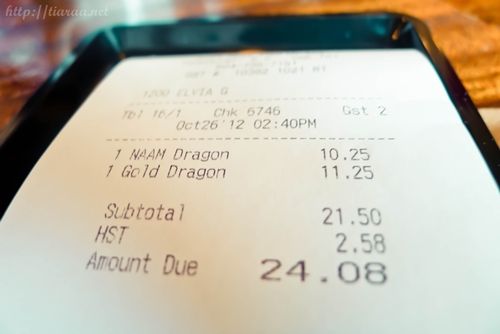 http://tiaraa.net
1200 ELVIA G
Tbl 16/1 Chk 5746 Gst 2
Oct26'12 02:40PM
1 NAAM Dragon 10.25
1 Gold Dragon 11.25
Subtotal 21.50
HST 2.58
Amount Due 24.08